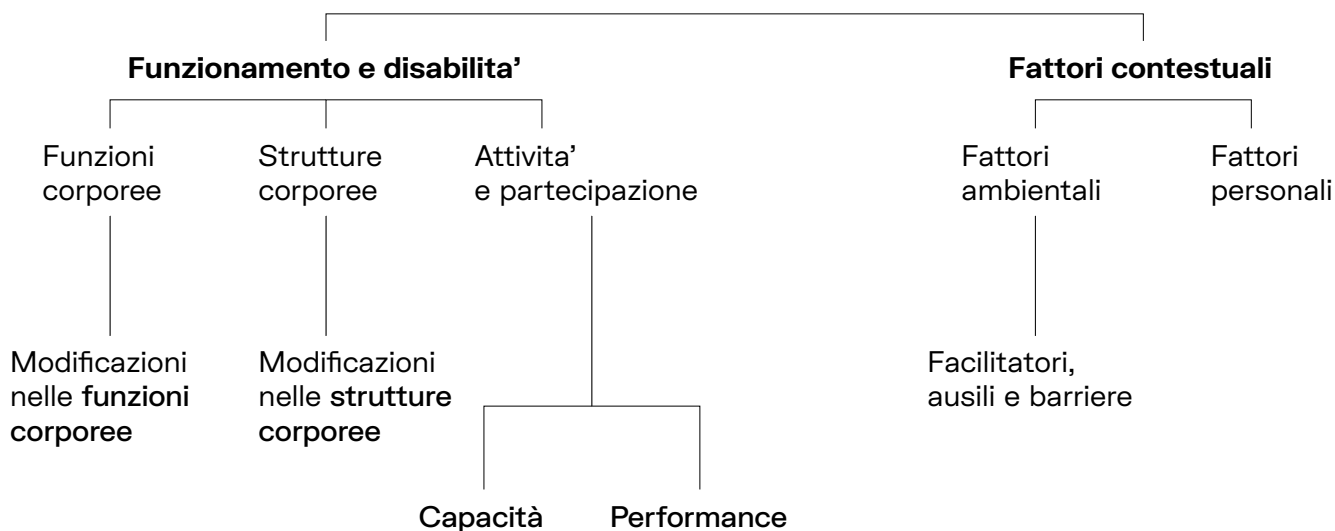 Funzionamento e disabilita’
Fattori contestuali
Funzioni
corporee
Strutture
corporee
Attivita’
e partecipazione
Fattori
ambientali
Fattori
personali
Modificazioni
nelle funzioni
corporee
Modificazioni
nelle strutture
corporee
Facilitatori,
ausili e barriere
Capacità
Performance